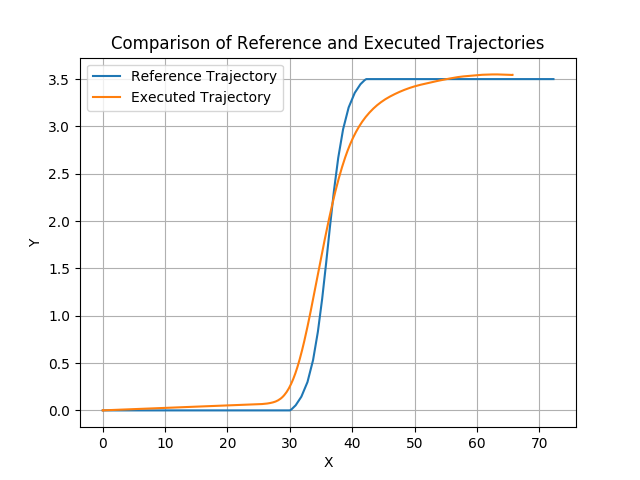 Comparison of Reference and Executed Trajectories
Reference Trajectory
Executed Trajectory
3.5
3.0
2.5
2.0
1.5
1.0
0.5
0.0
Y
0 10 20 30 40 50 60 70
X